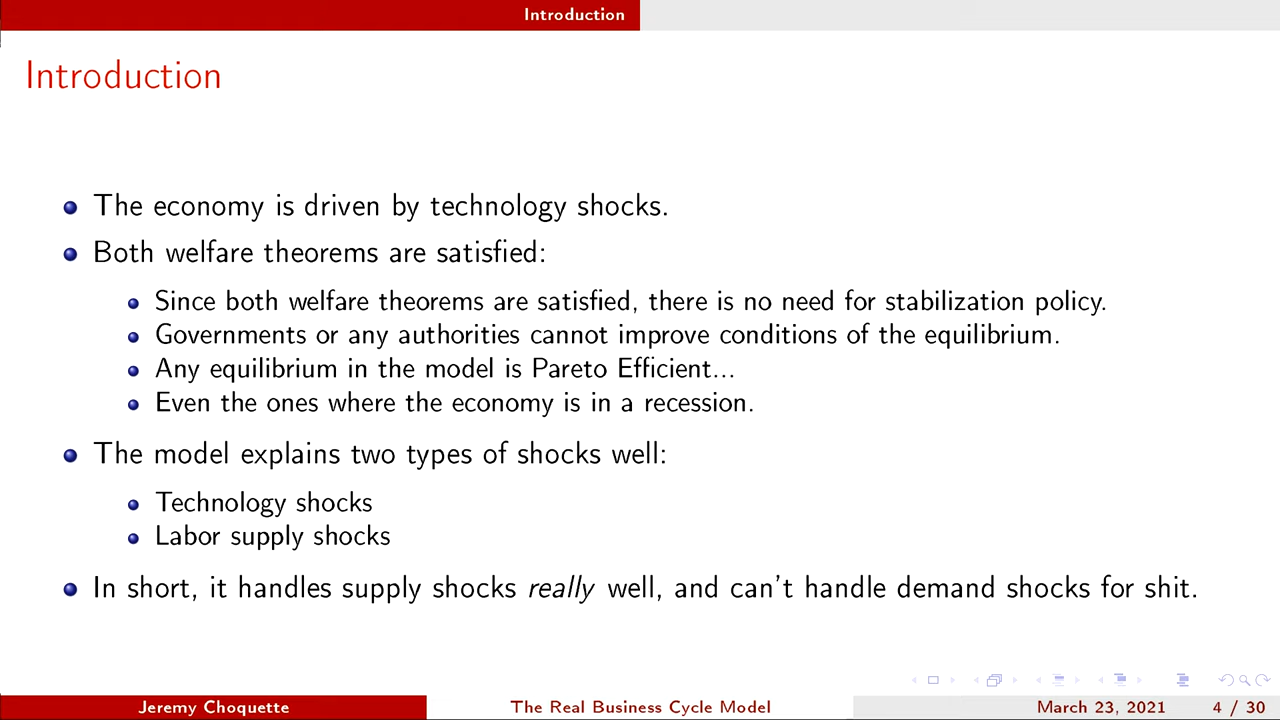 Introduction
Introduction
The economy is driven by technology shocks.
Both welfare theorems are satisfied:
Since both welfare theorems are satisfied, there is no need for stabilization policy.
Governments or any authorities cannot improve conditions of the equilibrium.
Any equilibrium in the model is Pareto Efficient...
Even the ones where the economy is in a recession.
The model explains two types of shocks well:
Technology shocks
Labor supply shocks
In short, it handles supply shocks really well, and can't handle demand shocks for shit.
Jeremy Choquette The Real Business Cycle Model March 23, 2021 4 / 30